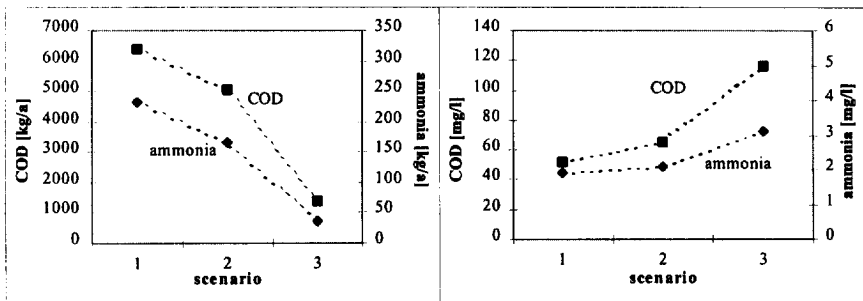 7000
6000
5000
4000
3000
2000
1000
0
COD [kg/a]
COD
ammonia
350
300
250
200
150
100
50
0
ammonia [kg/a]
1 2 3
scenario
140
120
100
80
60
40
20
0
COD [mg/l]
COD
ammonia
6
5
4
3
2
1
0
ammonia [mg/l]
1 2 3
scenario